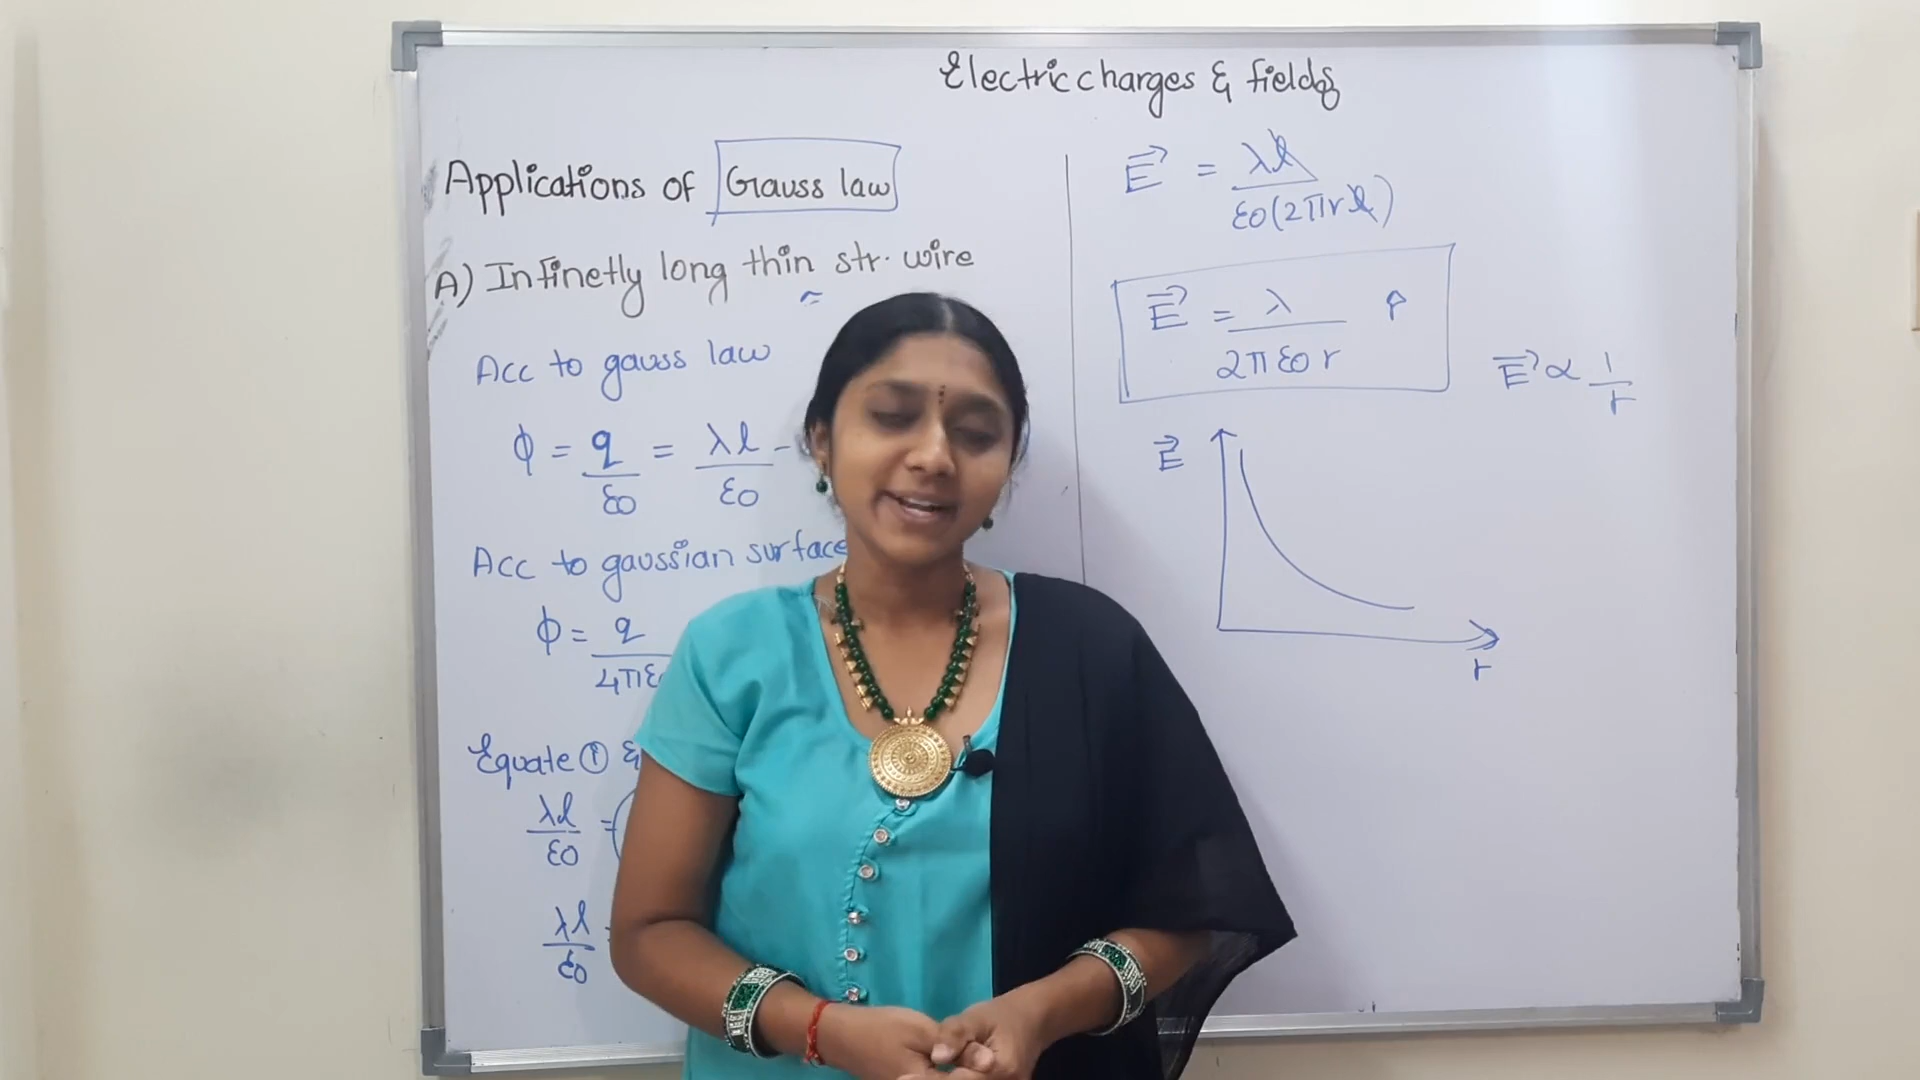 Electric charges & fields
Applications of Gauss law
A) Infinetly long thin str. wire
Acc to gauss law
ϕ = q/ε0 = λl/ε0 -
Acc to gaussian surface
ϕ = q/4πε
Equate ① &
λl/ε0 =
λl/ε0 =
E⃗ = λl/ε0(2πrl)
E⃗ = λ/2πε0r r̂
E⃗ ∝ 1/r
E⃗
r